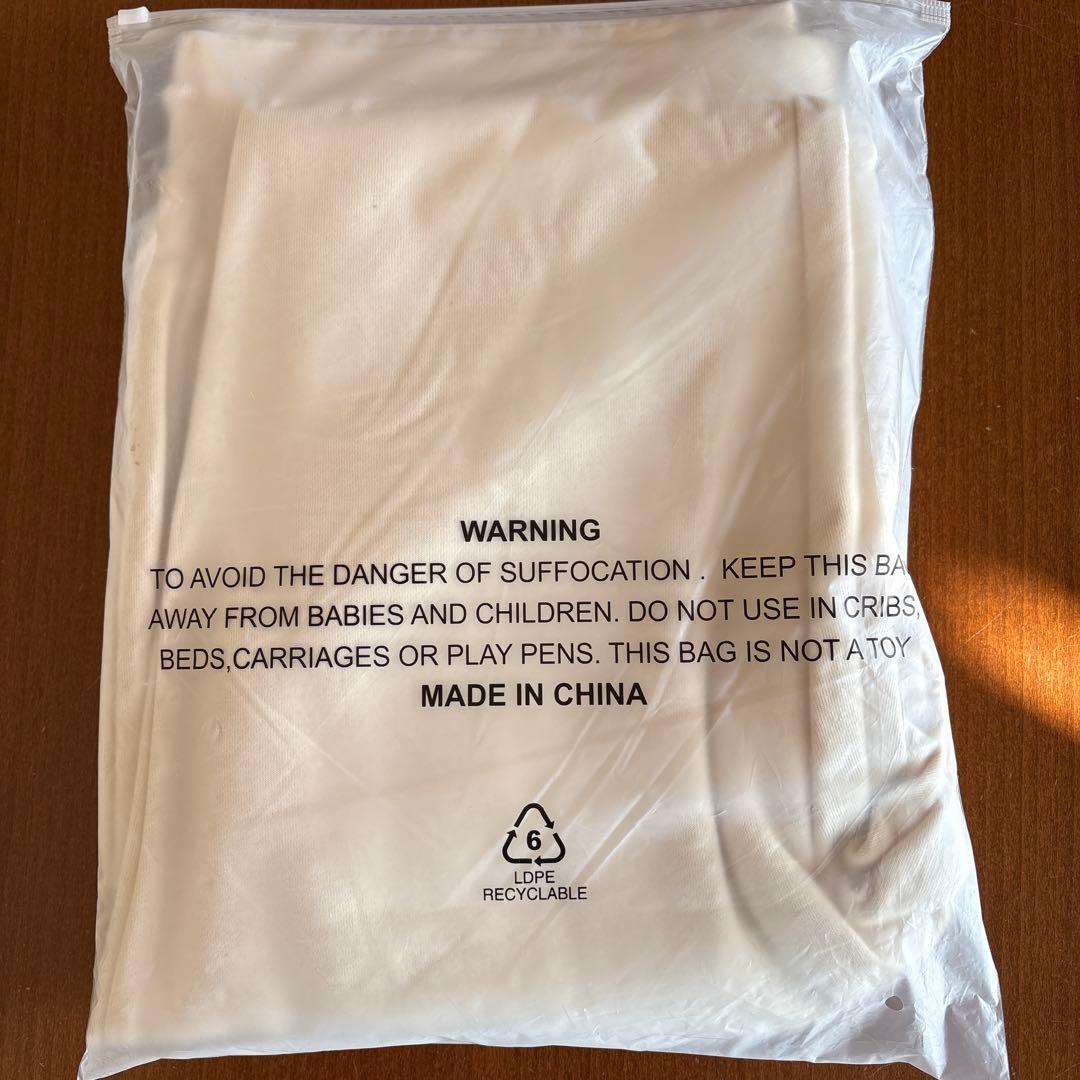 WARNING
TO AVOID THE DANGER OF SUFFOCATION . KEEP THIS BA
AWAY FROM BABIES AND CHILDREN. DO NOT USE IN CRIBS,
BEDS,CARRIAGES OR PLAY PENS. THIS BAG IS NOT A TOY
MADE IN CHINA
6
LDPE
RECYCLABLE